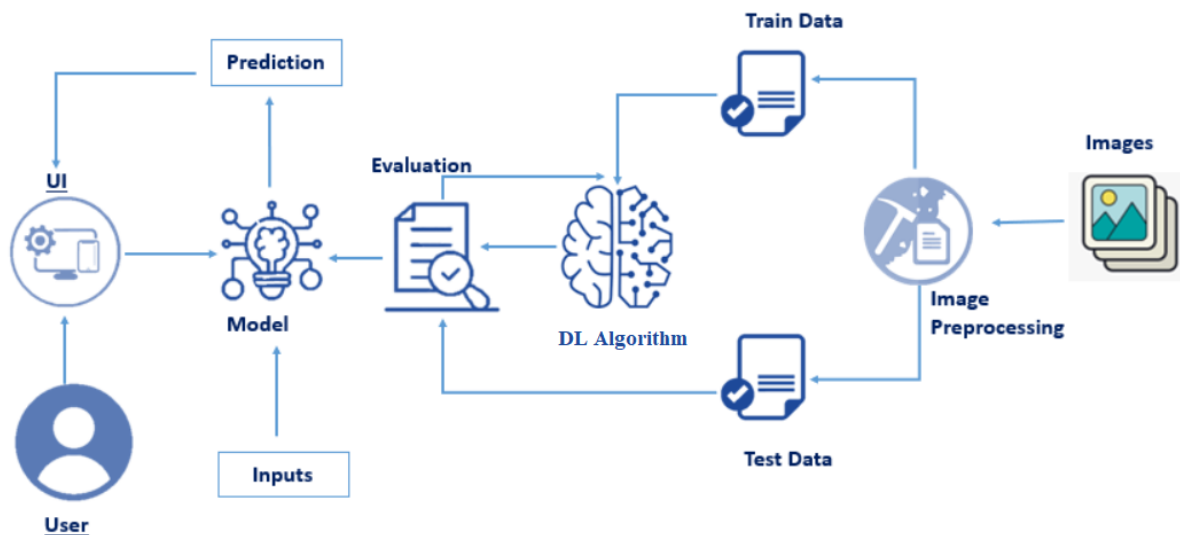 Train Data
Prediction
Images
Evaluation
UI
Image
Preprocessing
Model
DL Algorithm
Test Data
Inputs
User